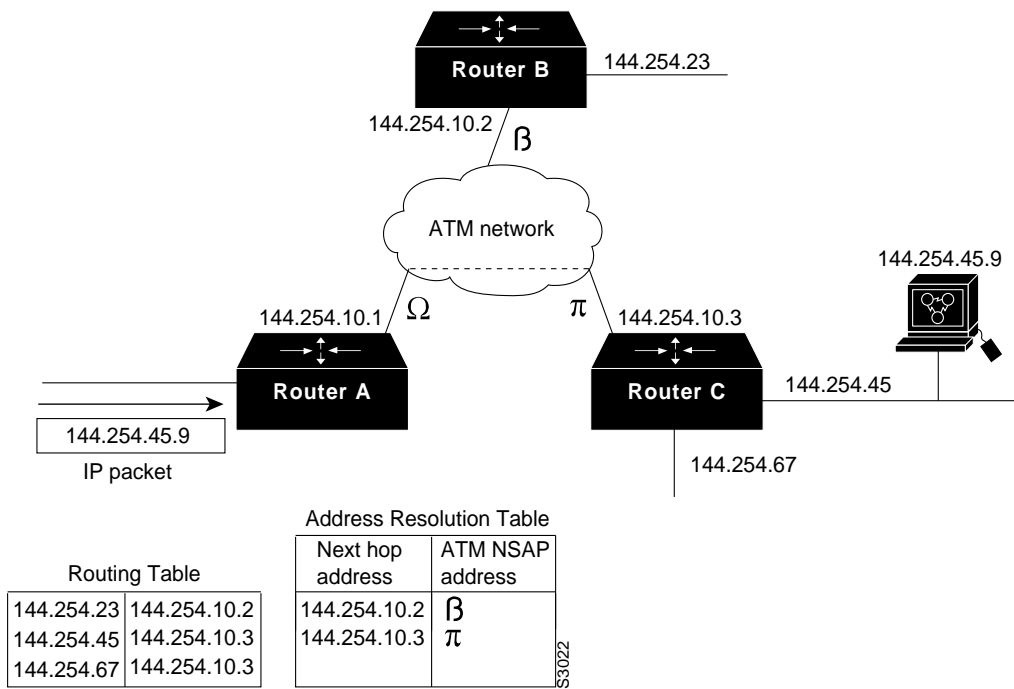 Router B
144.254.23
144.254.10.2
β
ATM network
144.254.45.9
144.254.10.1
Ω
π
144.254.10.3
Router A
Router C
144.254.45
144.254.45.9
IP packet
144.254.67
Address Resolution Table
Next hop address
ATM NSAP address
144.254.10.2 β
144.254.10.3 π
Routing Table
144.254.23 144.254.10.2
144.254.45 144.254.10.3
144.254.67 144.254.10.3
S3022